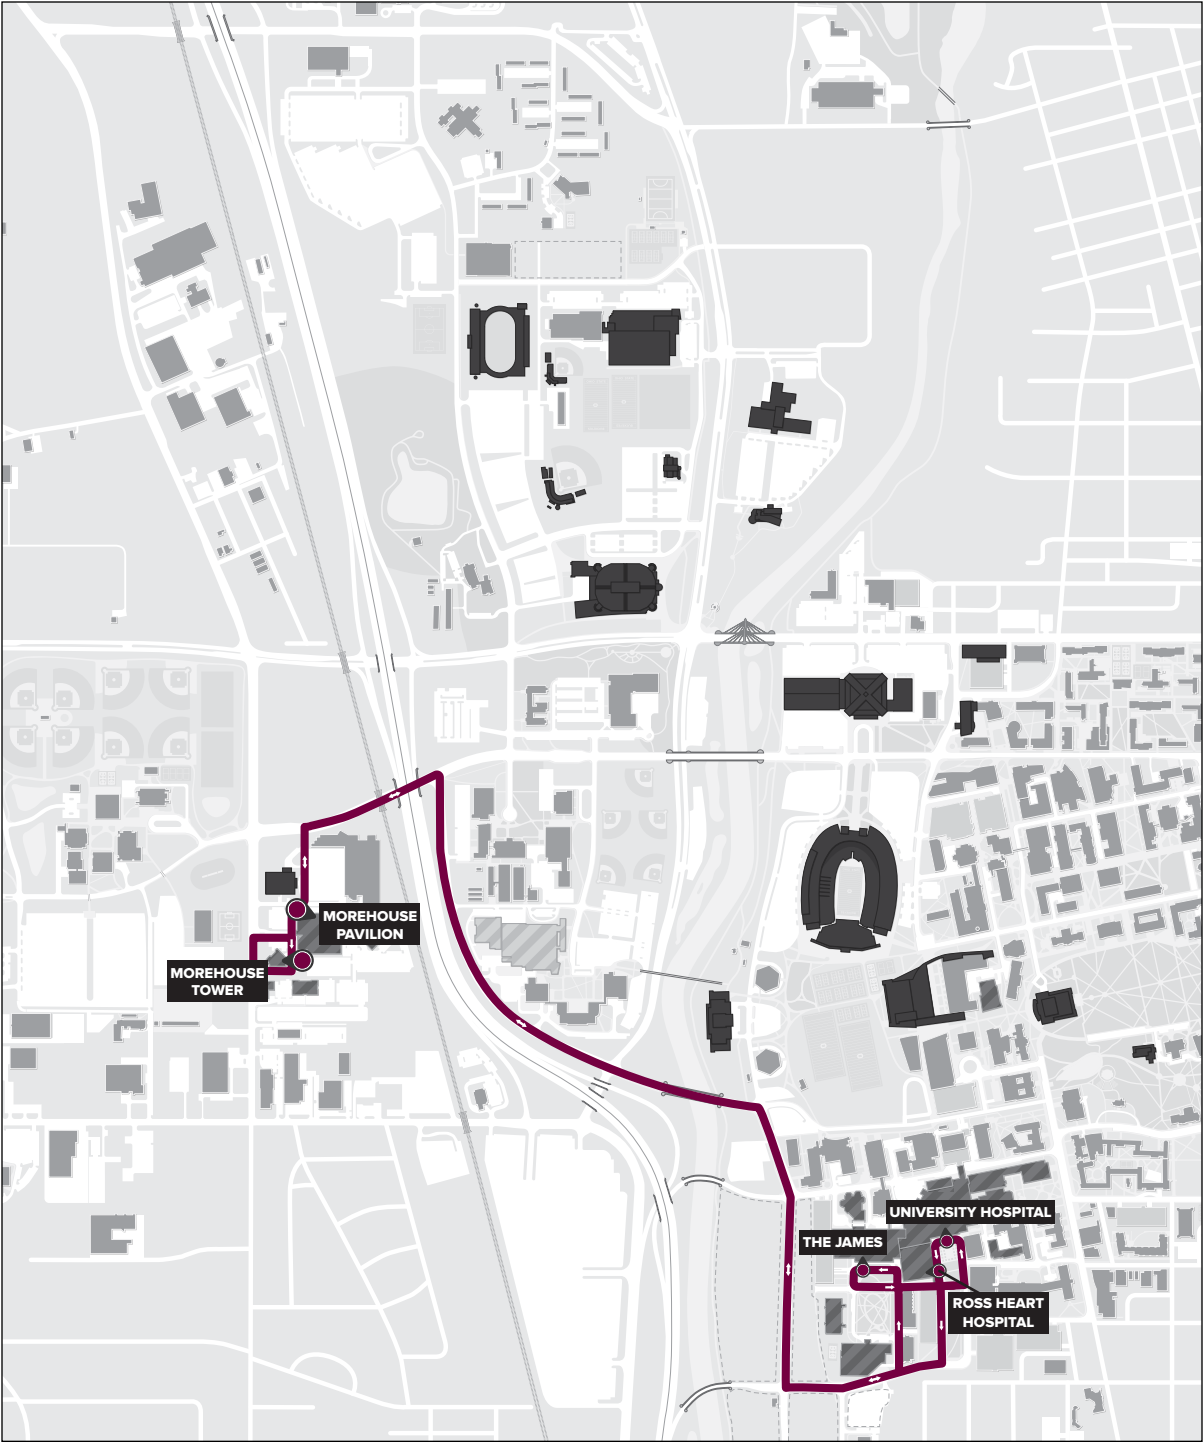 MOREHOUSE
PAVILION
MOREHOUSE
TOWER
UNIVERSITY HOSPITAL
THE JAMES
ROSS HEART
HOSPITAL